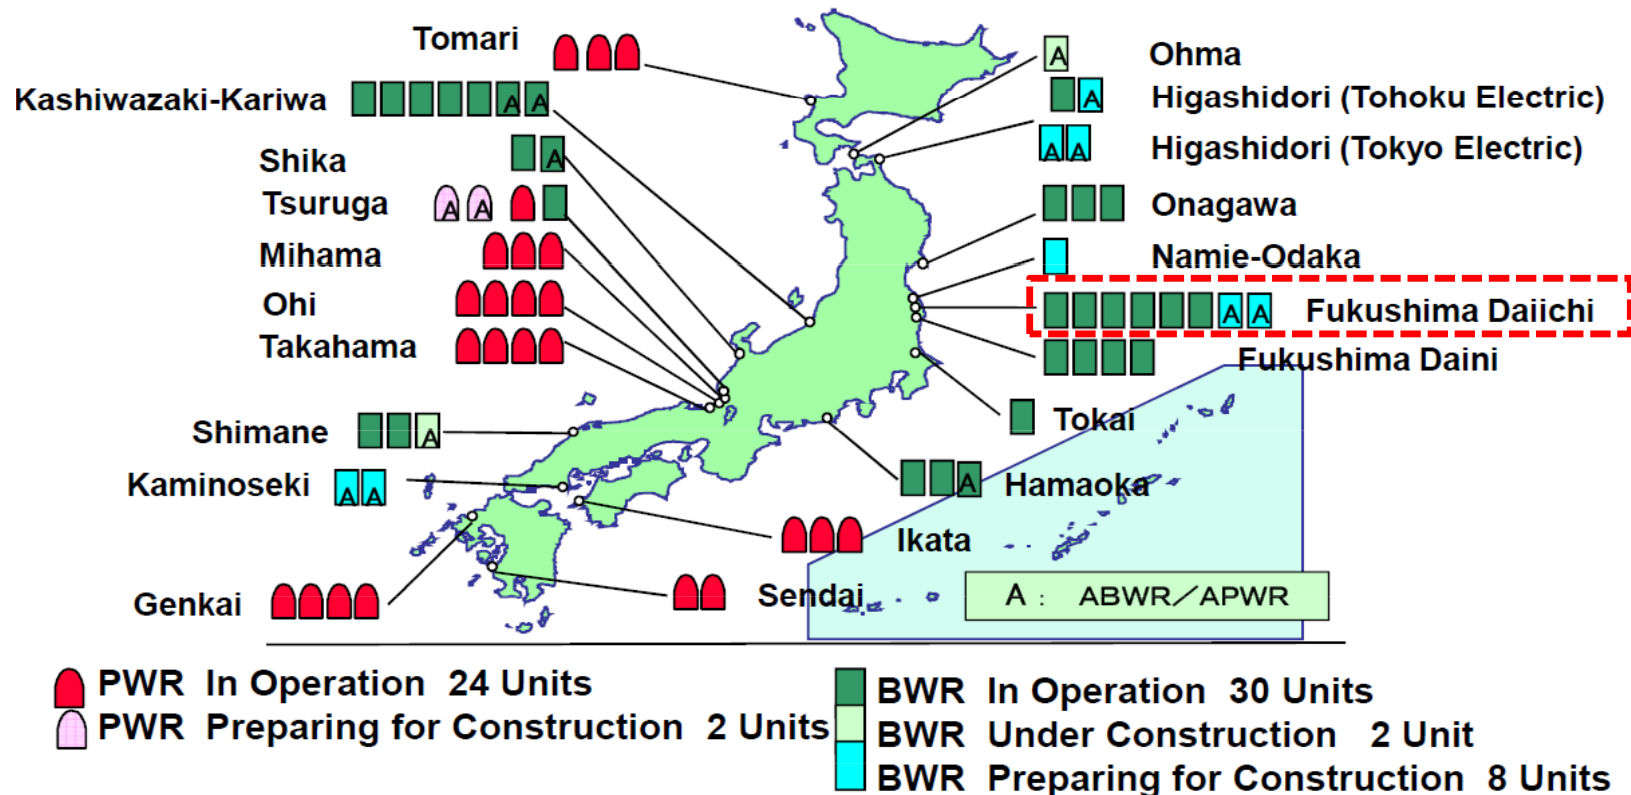 Tomari
Kashiwazaki-Kariwa
A A
Shika
A
Tsuruga
A A
Mihama
Ohi
Takahama
Shimane
A
Kaminoseki
A A
Genkai
A
Ohma
A
Higashidori (Tohoku Electric)
A A
Higashidori (Tokyo Electric)
Onagawa
Namie-Odaka
A A
Fukushima Daiichi
Fukushima Daini
Tokai
A
Hamaoka
Ikata
Sendai
A : ABWR／APWR
PWR In Operation 24 Units
PWR Preparing for Construction 2 Units
BWR In Operation 30 Units
BWR Under Construction 2 Unit
BWR Preparing for Construction 8 Units